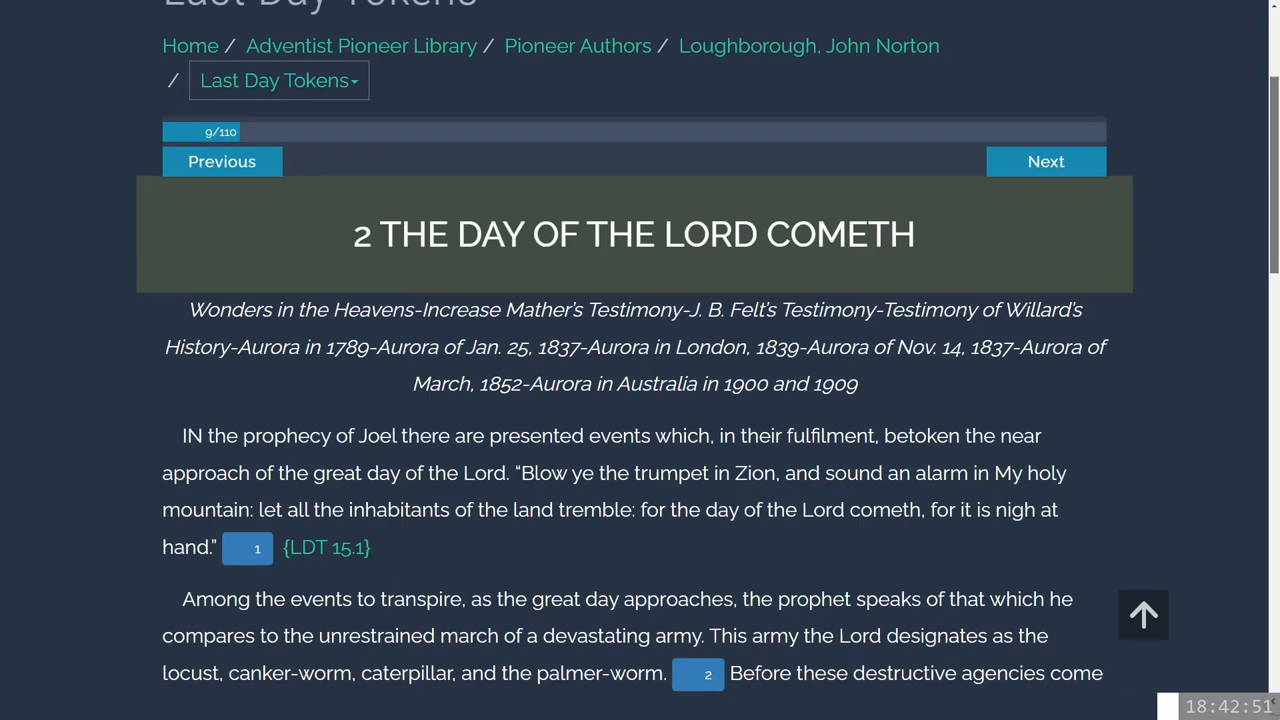 Last Day Tokens
Home / Adventist Pioneer Library / Pioneer Authors / Loughborough, John Norton
/ Last Day Tokens
9/110
Previous Next
2 THE DAY OF THE LORD COMETH
Wonders in the Heavens-Increase Mather’s Testimony-J. B. Felt’s Testimony-Testimony of Willard’s
History-Aurora in 1789-Aurora of Jan. 25, 1837-Aurora in London, 1839-Aurora of Nov. 14, 1837-Aurora of
March, 1852-Aurora in Australia in 1900 and 1909
IN the prophecy of Joel there are presented events which, in their fulfilment, betoken the near
approach of the great day of the Lord. “Blow ye the trumpet in Zion, and sound an alarm in My holy
mountain: let all the inhabitants of the land tremble: for the day of the Lord cometh, for it is nigh at
hand.” 1 {LDT 15.1}
Among the events to transpire, as the great day approaches, the prophet speaks of that which he
compares to the unrestrained march of a devastating army. This army the Lord designates as the
locust, canker-worm, caterpillar, and the palmer-worm. 2 Before these destructive agencies come
18:42:51